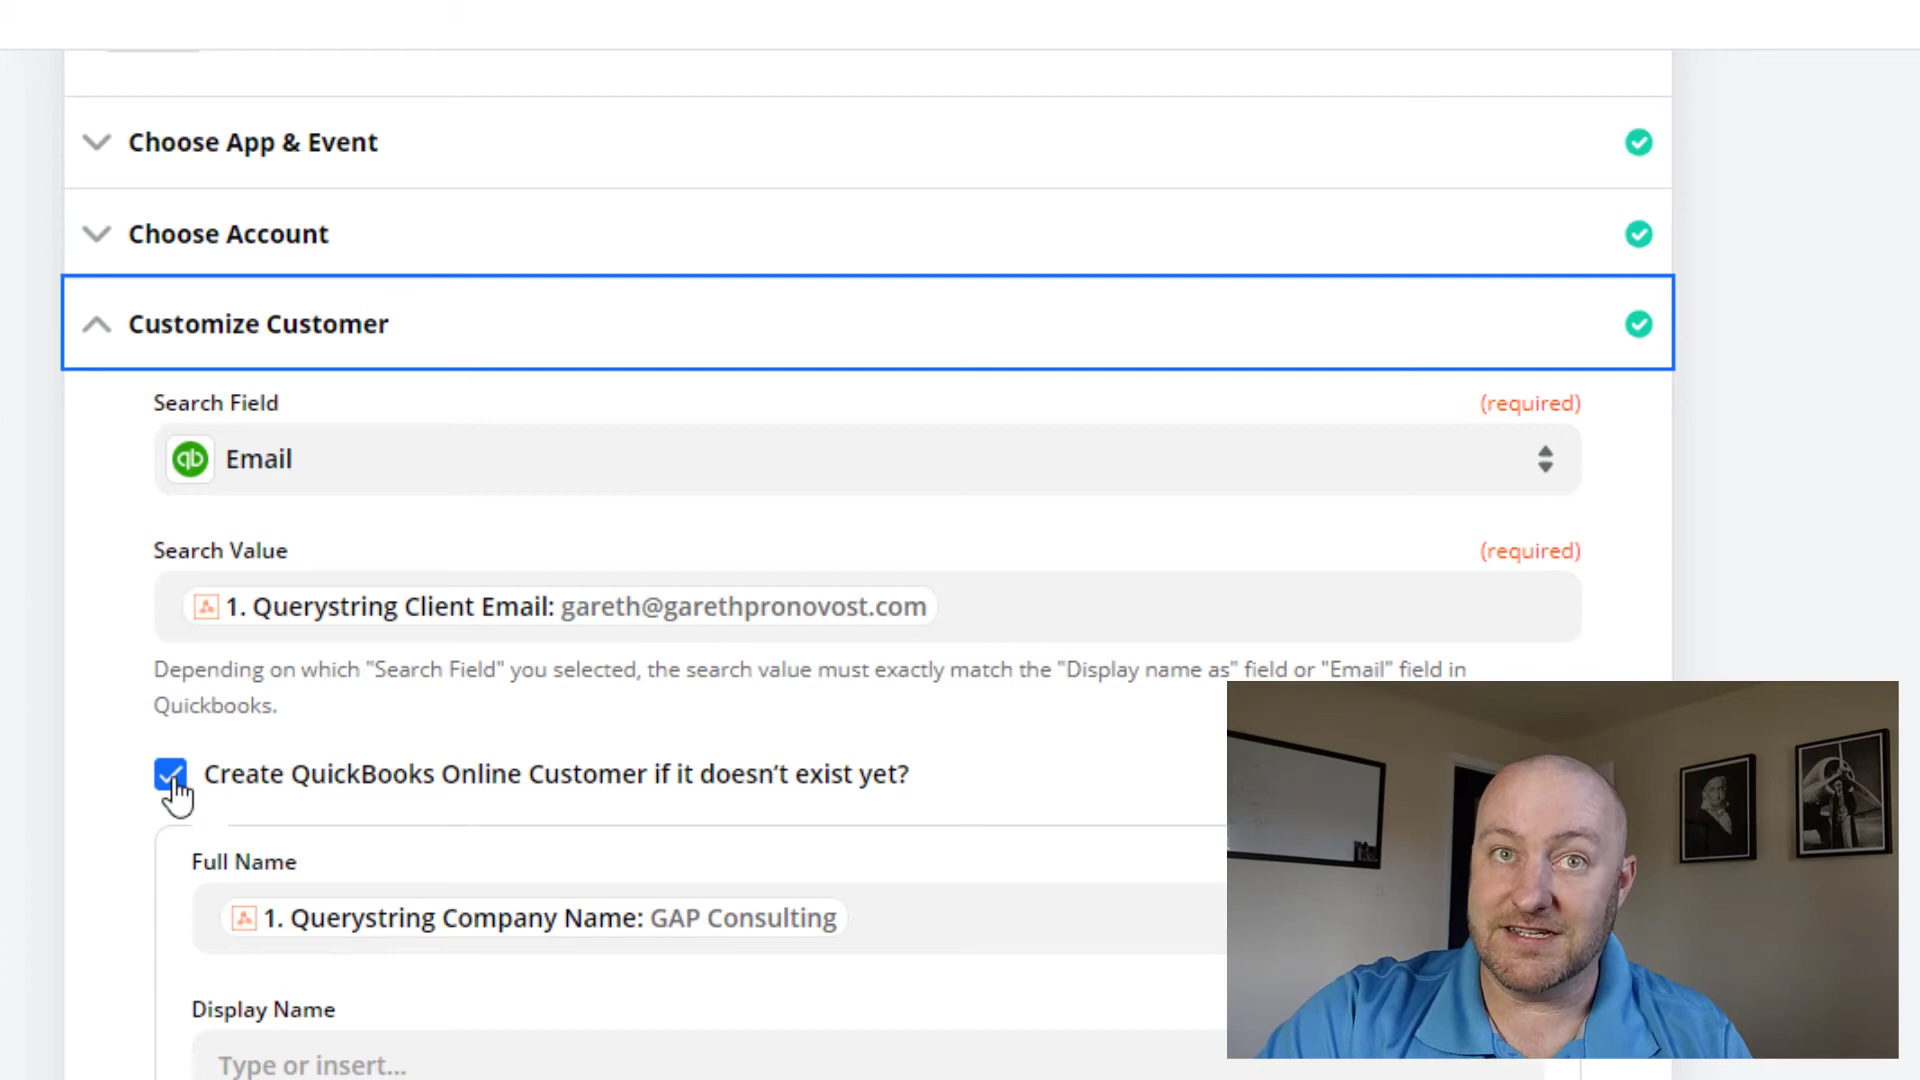 Choose App & Event
Choose Account
Customize Customer
Search Field
(required)
qb
Email
Search Value
(required)
1. Querystring Client Email: gareth@garethpronovost.com
Depending on which "Search Field" you selected, the search value must exactly match the "Display name as" field or "Email" field in
Quickbooks.
Create QuickBooks Online Customer if it doesn’t exist yet?
Full Name
1. Querystring Company Name: GAP Consulting
Display Name
Type or insert...